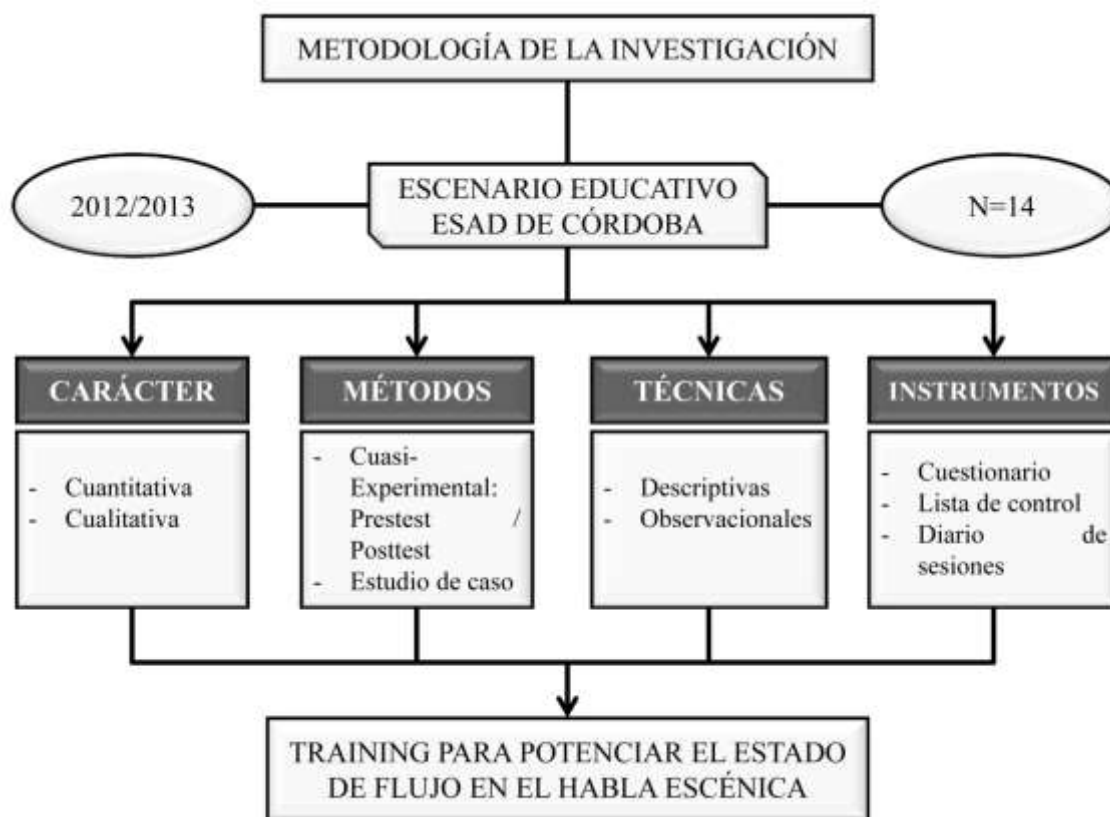 METODOLOGÍA DE LA INVESTIGACIÓN
2012/2013
ESCENARIO EDUCATIVO
ESAD DE CÓRDOBA
N=14
CARÁCTER
- Cuantitativa
- Cualitativa
MÉTODOS
- Cuasi-
Experimental:
Prestest /
Posttest
- Estudio de caso
TÉCNICAS
- Descriptivas
- Observacionales
INSTRUMENTOS
- Cuestionario
- Lista de control
- Diario de
sesiones
TRAINING PARA POTENCIAR EL ESTADO
DE FLUJO EN EL HABLA ESCÉNICA